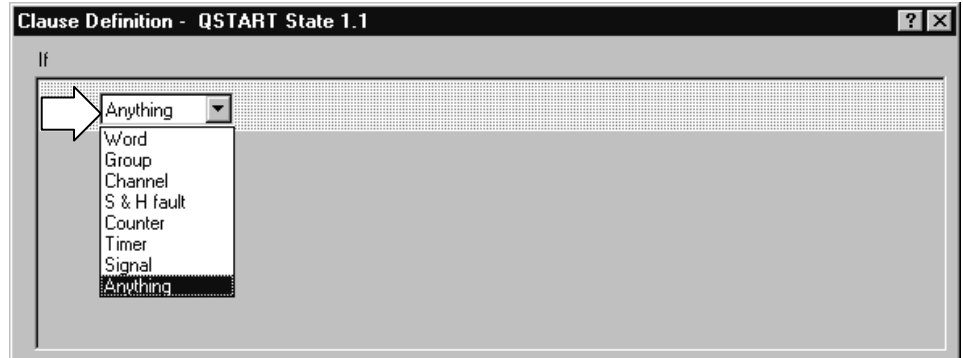 Clause Definition - QSTART State 1.1
If
Anything
Word
Group
Channel
S & H fault
Counter
Timer
Signal
Anything